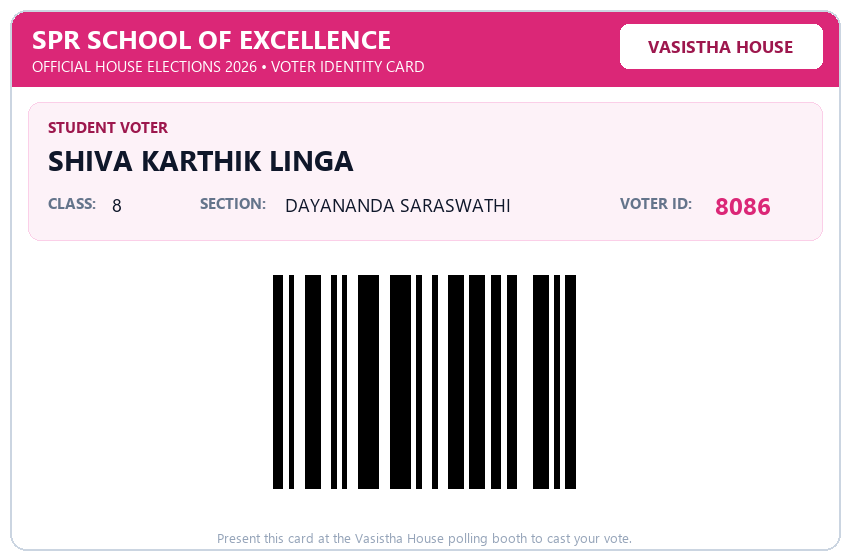 SPR SCHOOL OF EXCELLENCE
OFFICIAL HOUSE ELECTIONS 2026 • VOTER IDENTITY CARD
VASISTHA HOUSE
STUDENT VOTER
SHIVA KARTHIK LINGA
CLASS: 8 SECTION: DAYANANDA SARASWATHI VOTER ID: 8086
Present this card at the Vasistha House polling booth to cast your vote.